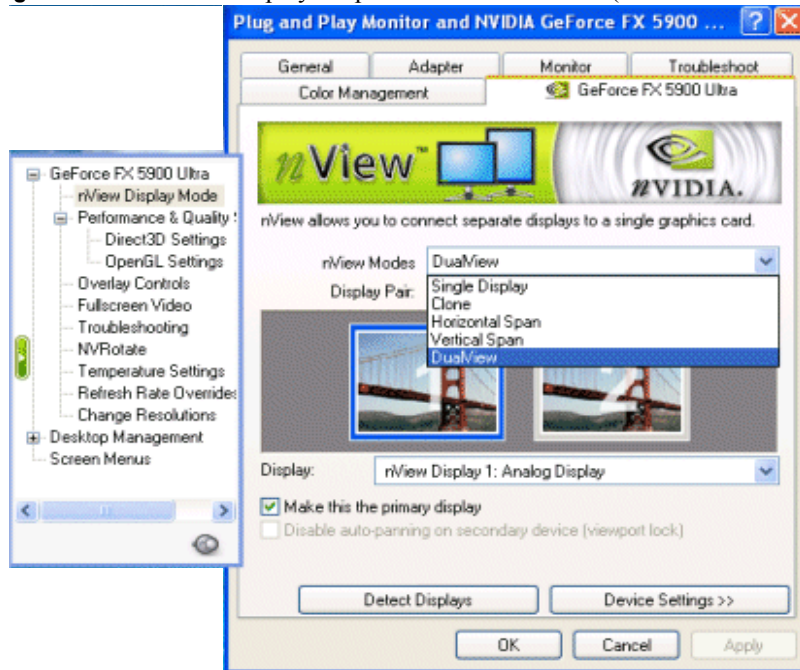 Plug and Play Monitor and NVIDIA GeForce FX 5900 ...
General
Adapter
Monitor
Troubleshoot
Color Management
GeForce FX 5900 Ultra
nView™
NVIDIA.
GeForce FX 5900 Ultra
nView Display Mode
Performance & Quality
Direct3D Settings
OpenGL Settings
Overlay Controls
Fullscreen Video
Troubleshooting
NVRotate
Temperature Settings
Refresh Rate Overrides
Change Resolutions
Desktop Management
Screen Menus
nView allows you to connect separate displays to a single graphics card.
nView Modes
DualView
Display Pair:
Single Display
Clone
Horizontal Span
Vertical Span
DualView
1
2
Display:
nView Display 1: Analog Display
Make this the primary display
Disable auto-panning on secondary device (viewport lock)
Detect Displays
Device Settings >>
OK
Cancel
Apply